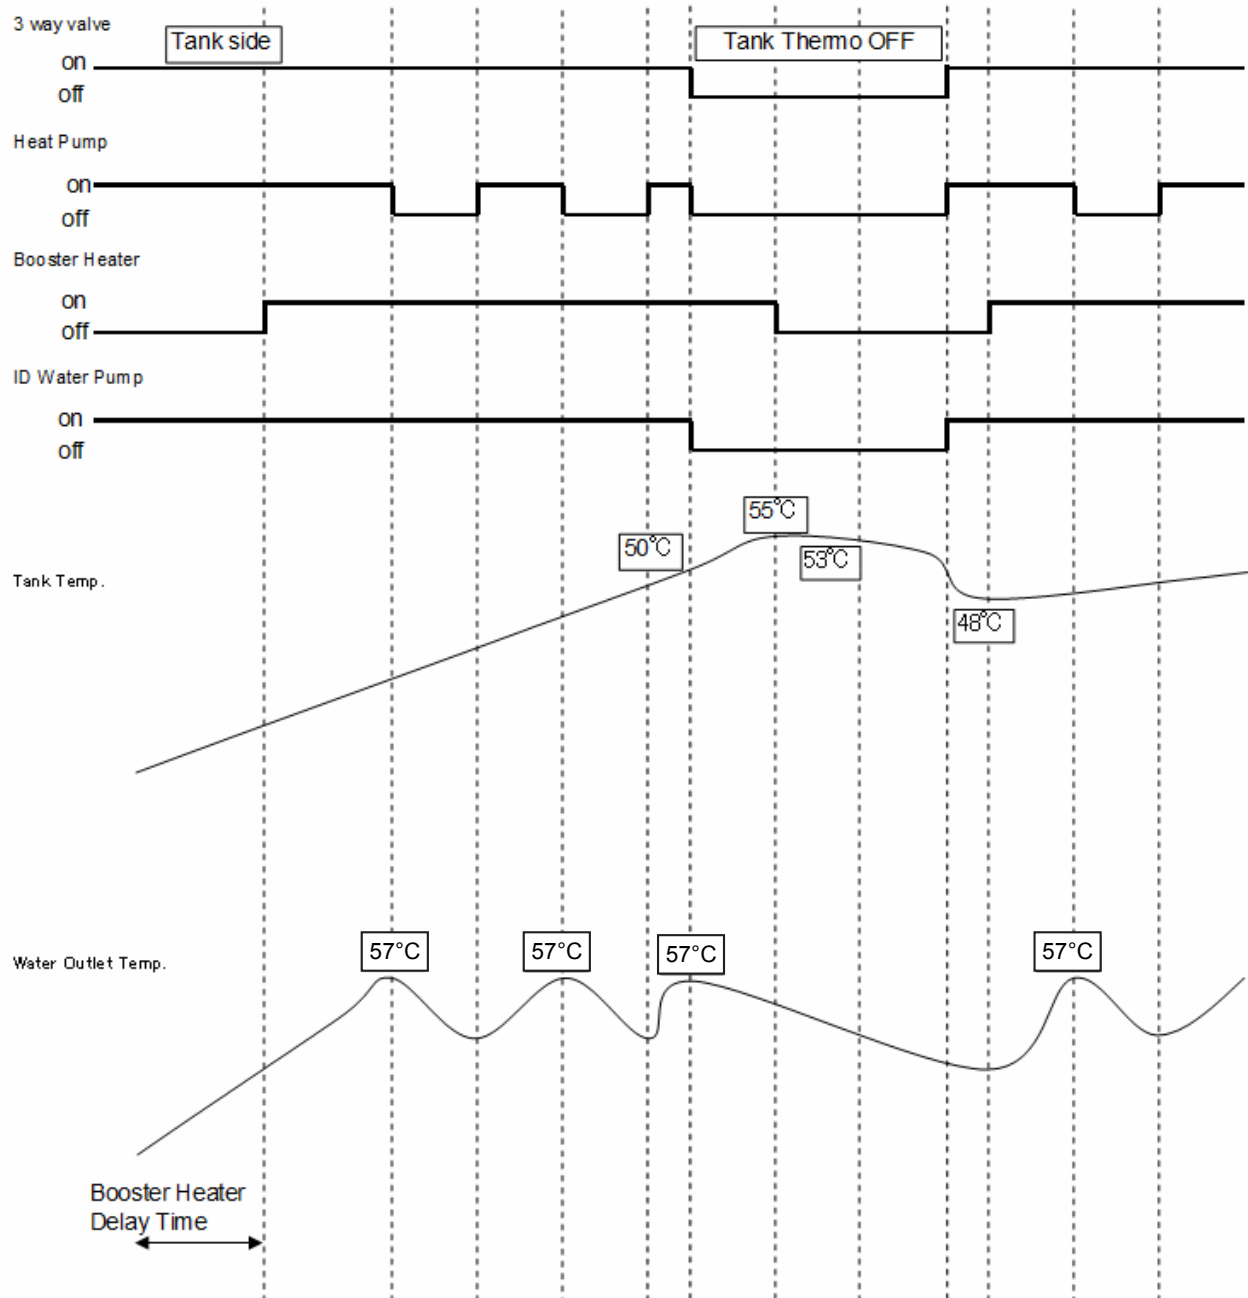 3 way valve
Tank side
Tank Thermo OFF
on
off
Heat Pump
on
off
Booster Heater
on
off
ID Water Pump
on
off
55°C
50°C
53°C
Tank Temp.
48°C
57°C
57°C
57°C
57°C
Water Outlet Temp.
Booster Heater
Delay Time